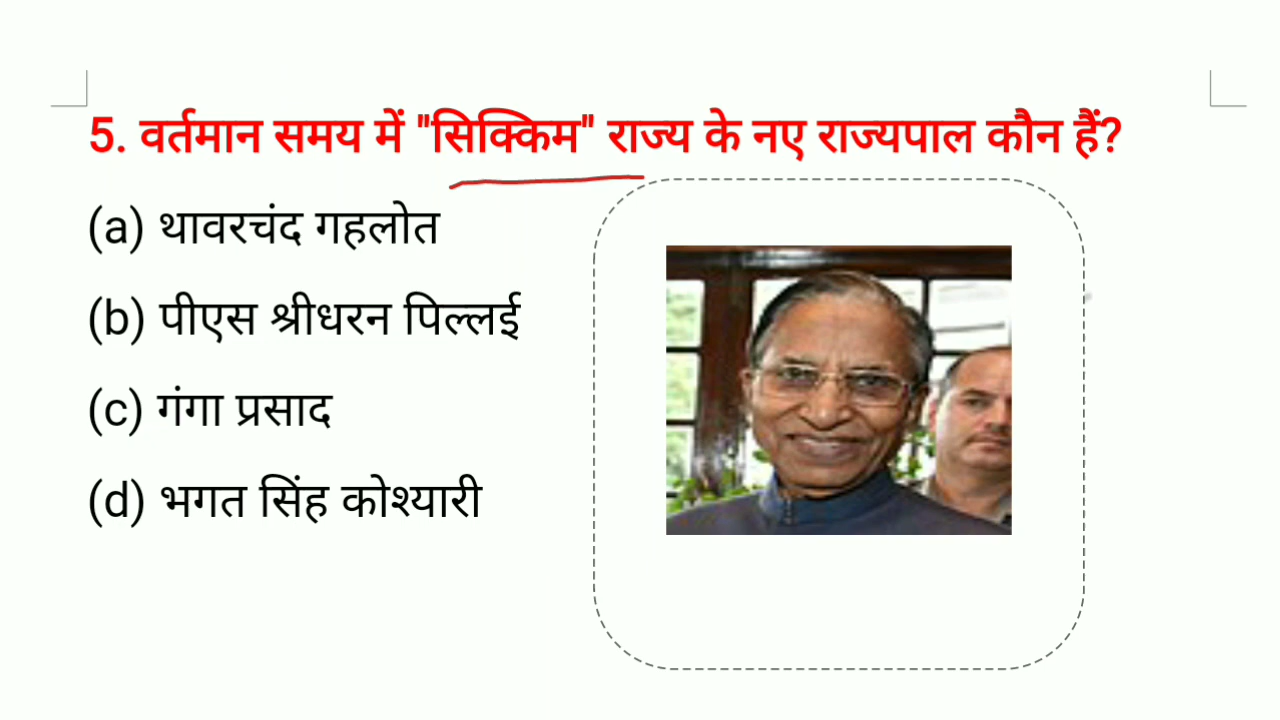 5. वर्तमान समय में "सिक्किम" राज्य के नए राज्यपाल कौन हैं?
(a) थावरचंद गहलोत
(b) पीएस श्रीधरन पिल्लई
(c) गंगा प्रसाद
(d) भगत सिंह कोश्यारी